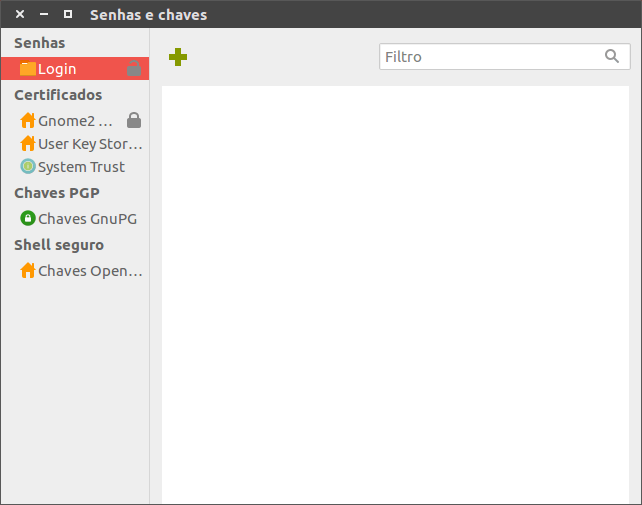 Senhas e chaves
Senhas
Login
Certificados
Gnome2 ...
User Key Stor...
System Trust
Chaves PGP
Chaves GnuPG
Shell seguro
Chaves Open...
Filtro